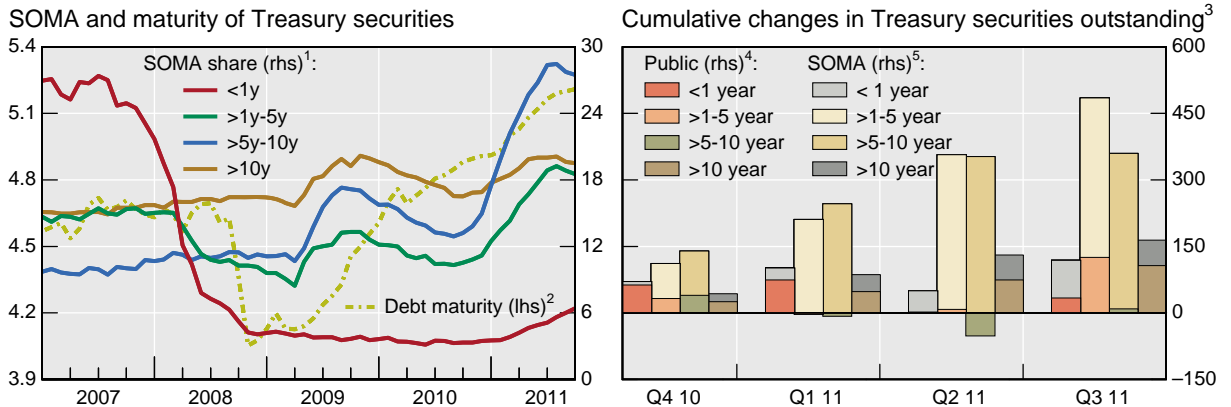 SOMA and maturity of Treasury securities
5.4
5.1
4.8
4.5
4.2
3.9
SOMA share (rhs)¹:
<1y
>1y-5y
>5y-10y
>10y
Debt maturity (lhs)²
30
24
18
12
6
0
2007 2008 2009 2010 2011
Cumulative changes in Treasury securities outstanding³
Public (rhs)⁴:
<1 year
>1-5 year
>5-10 year
>10 year
SOMA (rhs)⁵:
< 1 year
>1-5 year
>5-10 year
>10 year
600
450
300
150
0
–150
Q4 10 Q1 11 Q2 11 Q3 11